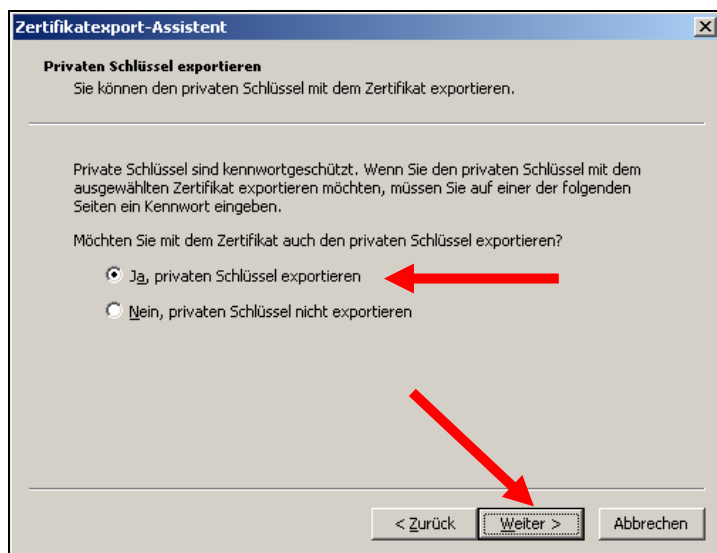 Zertifikatexport-Assistent
Privaten Schlüssel exportieren
Sie können den privaten Schlüssel mit dem Zertifikat exportieren.
Private Schlüssel sind kennwortgeschützt. Wenn Sie den privaten Schlüssel mit dem
ausgewählten Zertifikat exportieren möchten, müssen Sie auf einer der folgenden
Seiten ein Kennwort eingeben.
Möchten Sie mit dem Zertifikat auch den privaten Schlüssel exportieren?
Ja, privaten Schlüssel exportieren
Nein, privaten Schlüssel nicht exportieren
< Zurück Weiter > Abbrechen